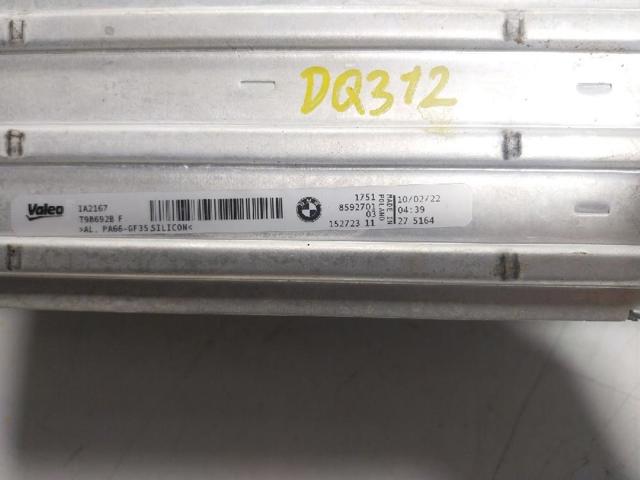 DQ312
Valeo
IA2167
T98692B F
>AL. PA66-GF35,SILICON<
1751
8592701
03
152723 11
MADE IN
POLAND
10/02/22
04:39
27 5164